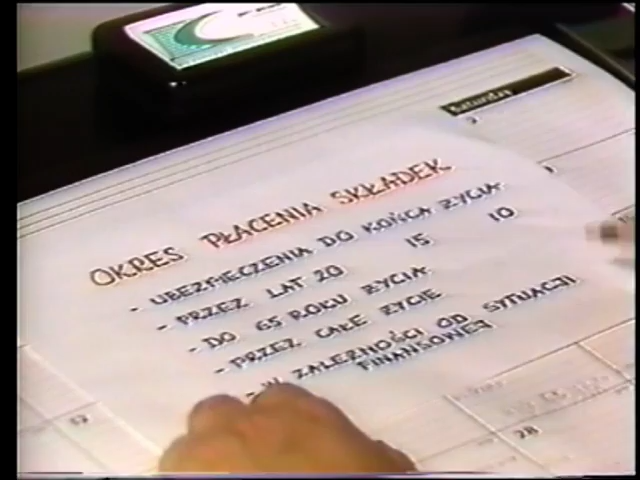 Saturday
OKRES PŁACENIA SKŁADEK
- UBEZPIECZENIA DO KOŃCA ŻYCIA
- PRZEZ LAT 20 15 10
- DO 65 ROKU ŻYCIA
- PRZEZ CAŁE ŻYCIE
- W ZALEŻNOŚCI OD SYTUACJI
FINANSOWEJ
28